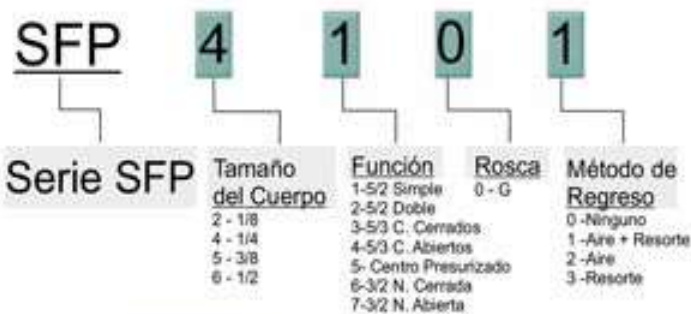 SFP 4 1 0 1
Serie SFP
Tamaño
del Cuerpo
2 - 1/8
4 - 1/4
5 - 3/8
6 - 1/2
Función
1-5/2 Simple
2-5/2 Doble
3-5/3 C. Cerrados
4-5/3 C. Abiertos
5- Centro Presurizado
6-3/2 N. Cerrada
7-3/2 N. Abierta
Rosca
0 - G
Método de
Regreso
0 -Ninguno
1 -Aire + Resorte
2 -Aire
3 -Resorte